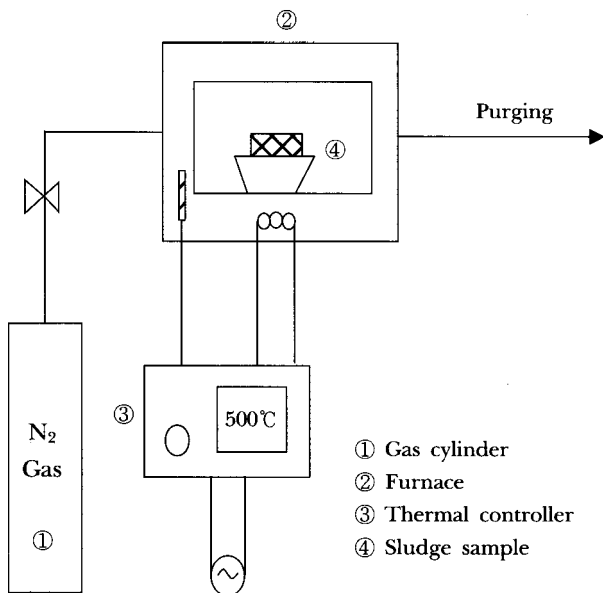 ②
Purging
④
③
500℃
N₂
Gas
①
① Gas cylinder
② Furnace
③ Thermal controller
④ Sludge sample